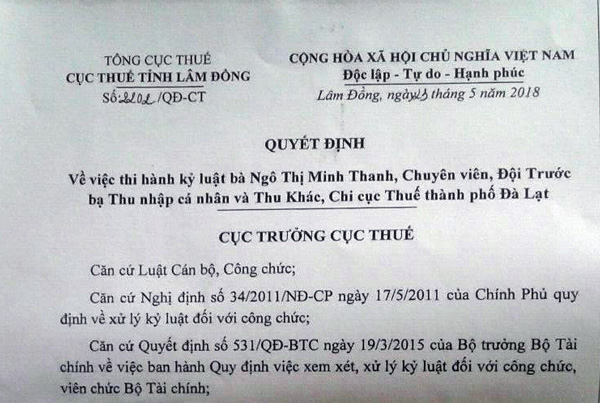 TỔNG CỤC THUẾ
CỤC THUẾ TỈNH LÂM ĐỒNG
Số: 2202 /QĐ-CT
CỘNG HÒA XÃ HỘI CHỦ NGHĨA VIỆT NAM
Độc lập - Tự do - Hạnh phúc
Lâm Đồng, ngày 23 tháng 5 năm 2018
QUYẾT ĐỊNH
Về việc thi hành kỷ luật bà Ngô Thị Minh Thanh, Chuyên viên, Đội Trước
bạ Thu nhập cá nhân và Thu Khác, Chi cục Thuế thành phố Đà Lạt
CỤC TRƯỞNG CỤC THUẾ
Căn cứ Luật Cán bộ, Công chức;
Căn cứ Nghị định số 34/2011/NĐ-CP ngày 17/5/2011 của Chính Phủ quy
định về xử lý kỷ luật đối với công chức;
Căn cứ Quyết định số 531/QĐ-BTC ngày 19/3/2015 của Bộ trưởng Bộ Tài
chính về việc ban hành Quy định việc xem xét, xử lý kỷ luật đối với công chức,
viên chức Bộ Tài chính;